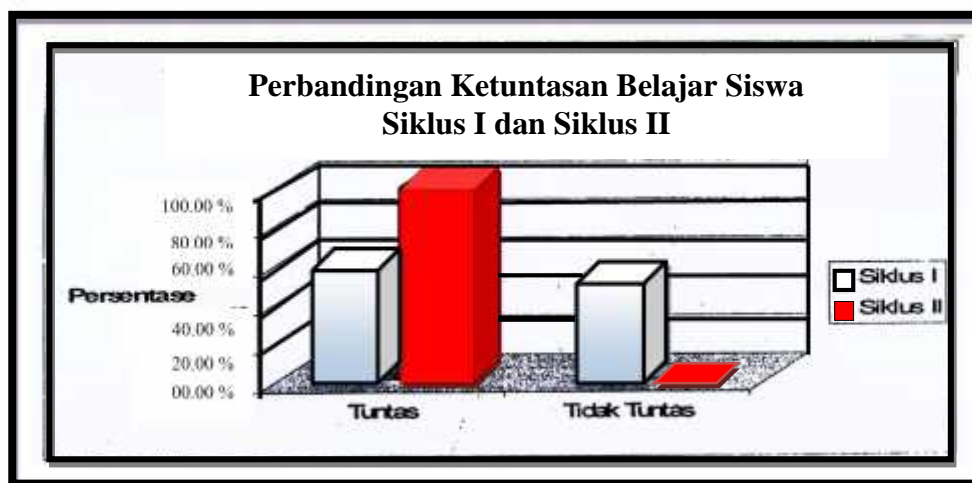 Perbandingan Ketuntasan Belajar Siswa
Siklus I dan Siklus II
100.00 %
80.00 %
60.00 %
Persentase
40.00 %
20.00 %
00.00 %
Tuntas
Tidak Tuntas
Siklus I
Siklus II